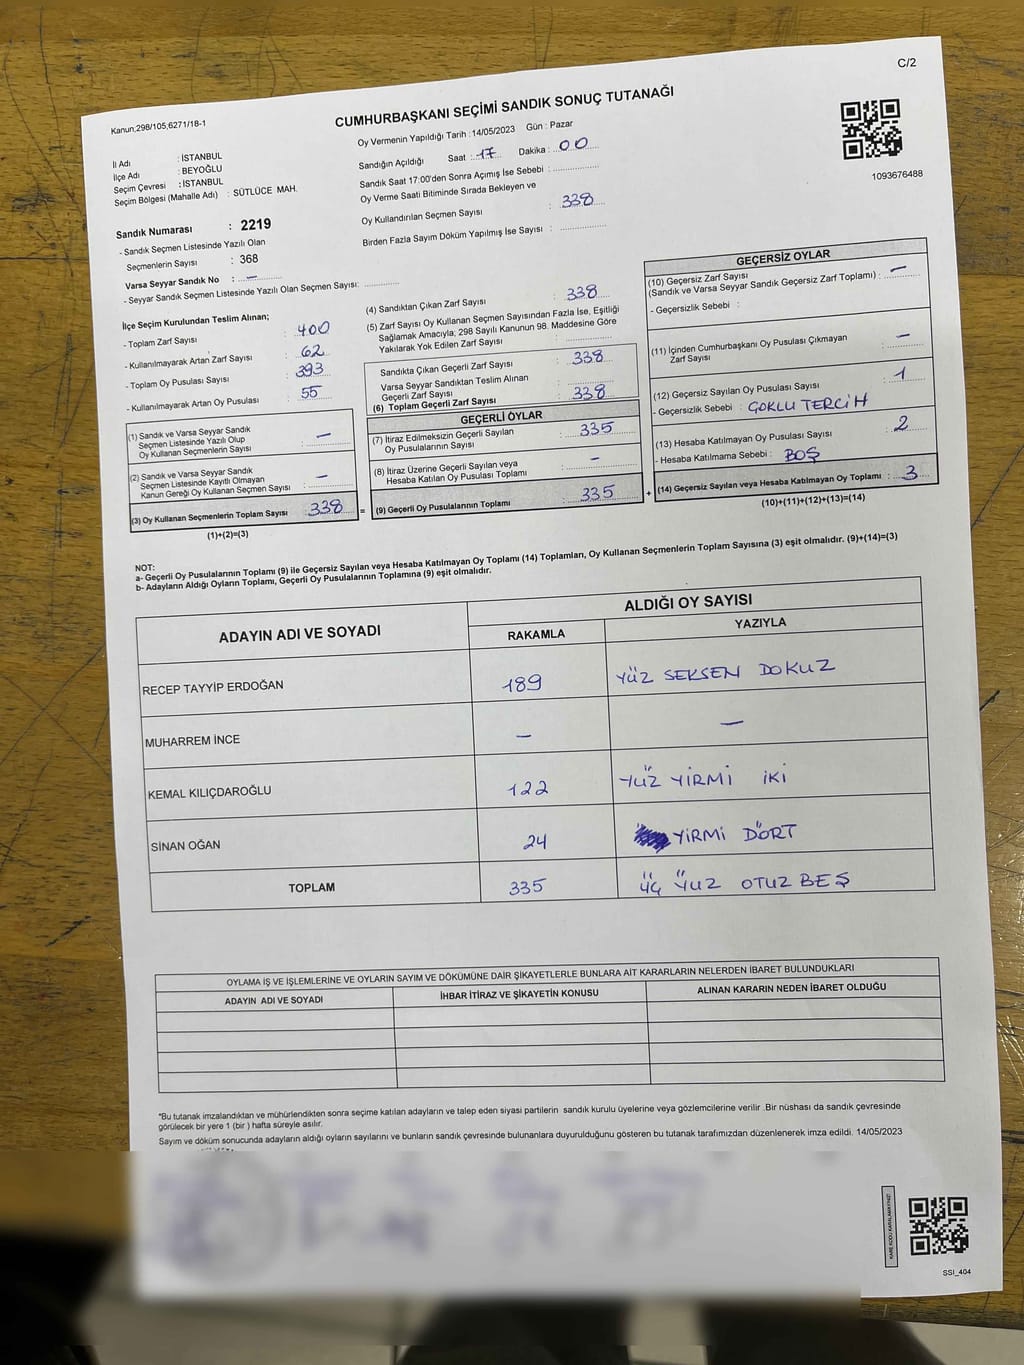 C/2
Kanun,298/105,6271/18-1
CUMHURBAŞKANI SEÇİMİ SANDIK SONUÇ TUTANAĞI
Oy Vermenin Yapıldığı Tarih :14/05/2023 Gün : Pazar
İl Adı : İSTANBUL
İlçe Adı : BEYOĞLU
Seçim Çevresi : İSTANBUL
Seçim Bölgesi (Mahalle Adı) : SÜTLÜCE MAH.
Sandığın Açıldığı Saat : 17 Dakika : 00
Sandık Saat 17:00'den Sonra Açımış İse Sebebi :
Oy Verme Saati Bitiminde Sırada Bekleyen ve
Oy Kullandırılan Seçmen Sayısı : 338
Birden Fazla Sayım Döküm Yapılmış İse Sayısı :
1093676488
Sandık Numarası : 2219
- Sandık Seçmen Listesinde Yazılı Olan
Seçmenlerin Sayısı : 368
Varsa Seyyar Sandık No : —
- Seyyar Sandık Seçmen Listesinde Yazılı Olan Seçmen Sayısı:
İlçe Seçim Kurulundan Teslim Alınan;
- Toplam Zarf Sayısı : 400
- Kullanılmayarak Artan Zarf Sayısı : 62
- Toplam Oy Pusulası Sayısı : 393
- Kullanılmayarak Artan Oy Pusulası : 55
(1) Sandık ve Varsa Seyyar Sandık
Seçmen Listesinde Yazılı Olup
Oy Kullanan Seçmenlerin Sayısı : —
(2) Sandık ve Varsa Seyyar Sandık
Seçmen Listesinde Kayıtlı Olmayan
Kanun Gereği Oy Kullanan Seçmen Sayısı : —
(3) Oy Kullanan Seçmenlerin Toplam Sayısı : 338 =
(1)+(2)=(3)
(4) Sandıktan Çıkan Zarf Sayısı : 338
(5) Zarf Sayısı Oy Kullanan Seçmen Sayısından Fazla İse, Eşitliği
Sağlamak Amacıyla, 298 Sayılı Kanunun 98. Maddesine Göre
Yakılarak Yok Edilen Zarf Sayısı :
Sandıkta Çıkan Geçerli Zarf Sayısı : 338
Varsa Seyyar Sandıktan Teslim Alınan
Geçerli Zarf Sayısı :
(6) Toplam Geçerli Zarf Sayısı : 338
GEÇERLİ OYLAR
(7) İtiraz Edilmeksizin Geçerli Sayılan
Oy Pusulalarının Sayısı : 335
(8) İtiraz Üzerine Geçerli Sayılan veya
Hesaba Katılan Oy Pusulası Toplamı : —
(9) Geçerli Oy Pusulalarının Toplamı : 335 +
GEÇERSİZ OYLAR
(10) Geçersiz Zarf Sayısı
(Sandık ve Varsa Seyyar Sandık Geçersiz Zarf Toplamı) : —
- Geçersizlik Sebebi :
(11) İçinden Cumhurbaşkanı Oy Pusulası Çıkmayan
Zarf Sayısı : —
(12) Geçersiz Sayılan Oy Pusulası Sayısı : 1
- Geçersizlik Sebebi : ÇOKLU TERCİH
(13) Hesaba Katılmayan Oy Pusulası Sayısı : 2
- Hesaba Katılmama Sebebi : BOŞ
(14) Geçersiz Sayılan veya Hesaba Katılmayan Oy Toplamı : 3
(10)+(11)+(12)+(13)=(14)
NOT:
a- Geçerli Oy Pusulalarının Toplamı (9) ile Geçersiz Sayılan veya Hesaba Katılmayan Oy Toplamı (14) Toplamları, Oy Kullanan Seçmenlerin Toplam Sayısına (3) eşit olmalıdır. (9)+(14)=(3)
b- Adayların Aldığı Oyların Toplamı, Geçerli Oy Pusulalarının Toplamına (9) eşit olmalıdır.
ADAYIN ADI VE SOYADI ALDIĞI OY SAYISI
RAKAMLA YAZIYLA
RECEP TAYYİP ERDOĞAN 189 YÜZ SEKSEN DOKUZ
MUHARREM İNCE — —
KEMAL KILIÇDAROĞLU 122 YÜZ YİRMİ İKİ
SİNAN OĞAN 24 YİRMİ DÖRT
TOPLAM 335 ÜÇ YÜZ OTUZ BEŞ
OYLAMA İŞ VE İŞLEMLERİNE VE OYLARIN SAYIM VE DÖKÜMÜNE DAİR ŞİKAYETLERLE BUNLARA AİT KARARLARIN NELERDEN İBARET BULUNDUKLARI
ADAYIN ADI VE SOYADI İHBAR İTİRAZ VE ŞİKAYETİN KONUSU ALINAN KARARIN NEDEN İBARET OLDUĞU
*Bu tutanak imzalandıktan ve mühürlendikten sonra seçime katılan adayların ve talep eden siyasi partilerin sandık kurulu üyelerine veya gözlemcilerine verilir .Bir nüshası da sandık çevresinde
görülecek bir yere 1 (bir ) hafta süreyle asılır.
Sayım ve döküm sonucunda adayların aldığı oyların sayılarını ve bunların sandık çevresinde bulunanlara duyurulduğunu gösteren bu tutanak tarafımızdan düzenlenerek imza edildi. 14/05/2023
KARE KODU KARALAMAYINIZ!
SSI_404